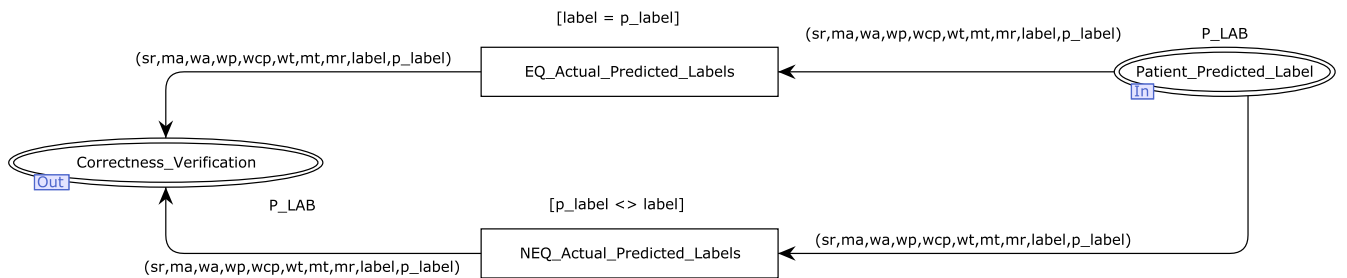 [label = p_label]
(sr,ma,wa,wp,wcp,wt,mt,mr,label,p_label)
P_LAB
(sr,ma,wa,wp,wcp,wt,mt,mr,label,p_label)
EQ_Actual_Predicted_Labels
Patient_Predicted_Label
In
Correctness_Verification
Out
P_LAB
[p_label <> label]
(sr,ma,wa,wp,wcp,wt,mt,mr,label,p_label)
NEQ_Actual_Predicted_Labels
(sr,ma,wa,wp,wcp,wt,mt,mr,label,p_label)